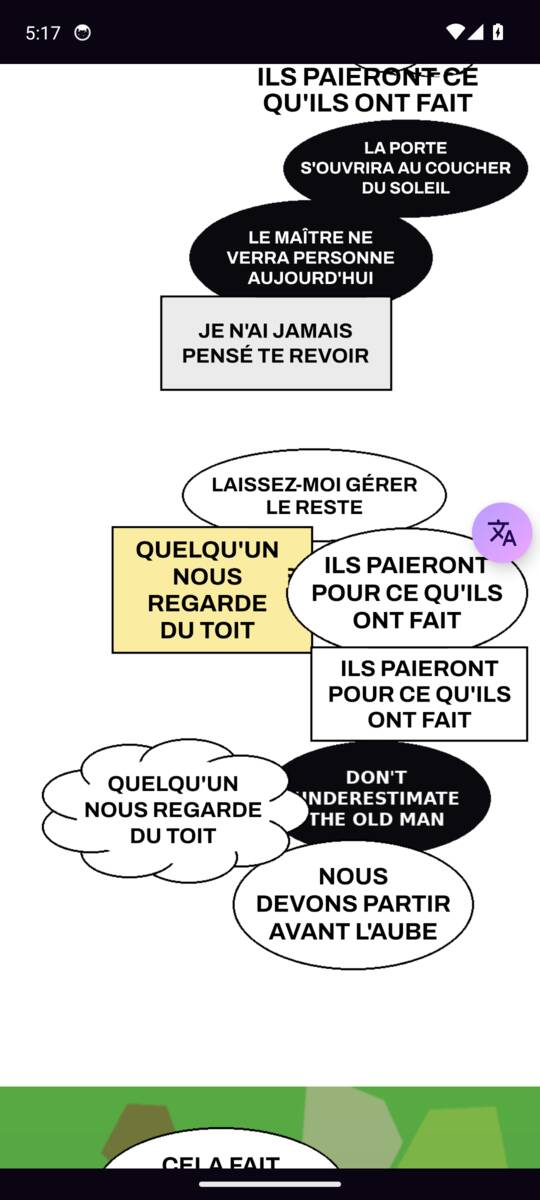 5:17
ILS PAIERONT CE
QU'ILS ONT FAIT
LA PORTE
S'OUVRIRA AU COUCHER
DU SOLEIL
LE MAÎTRE NE
VERRA PERSONNE
AUJOURD'HUI
JE N'AI JAMAIS
PENSÉ TE REVOIR
LAISSEZ-MOI GÉRER
LE RESTE
QUELQU'UN
NOUS
REGARDE
DU TOIT
ILS PAIERONT
POUR CE QU'ILS
ONT FAIT
ILS PAIERONT
POUR CE QU'ILS
ONT FAIT
QUELQU'UN
NOUS REGARDE
DU TOIT
DON'T
UNDERESTIMATE
THE OLD MAN
NOUS
DEVONS PARTIR
AVANT L'AUBE
CELA FAIT